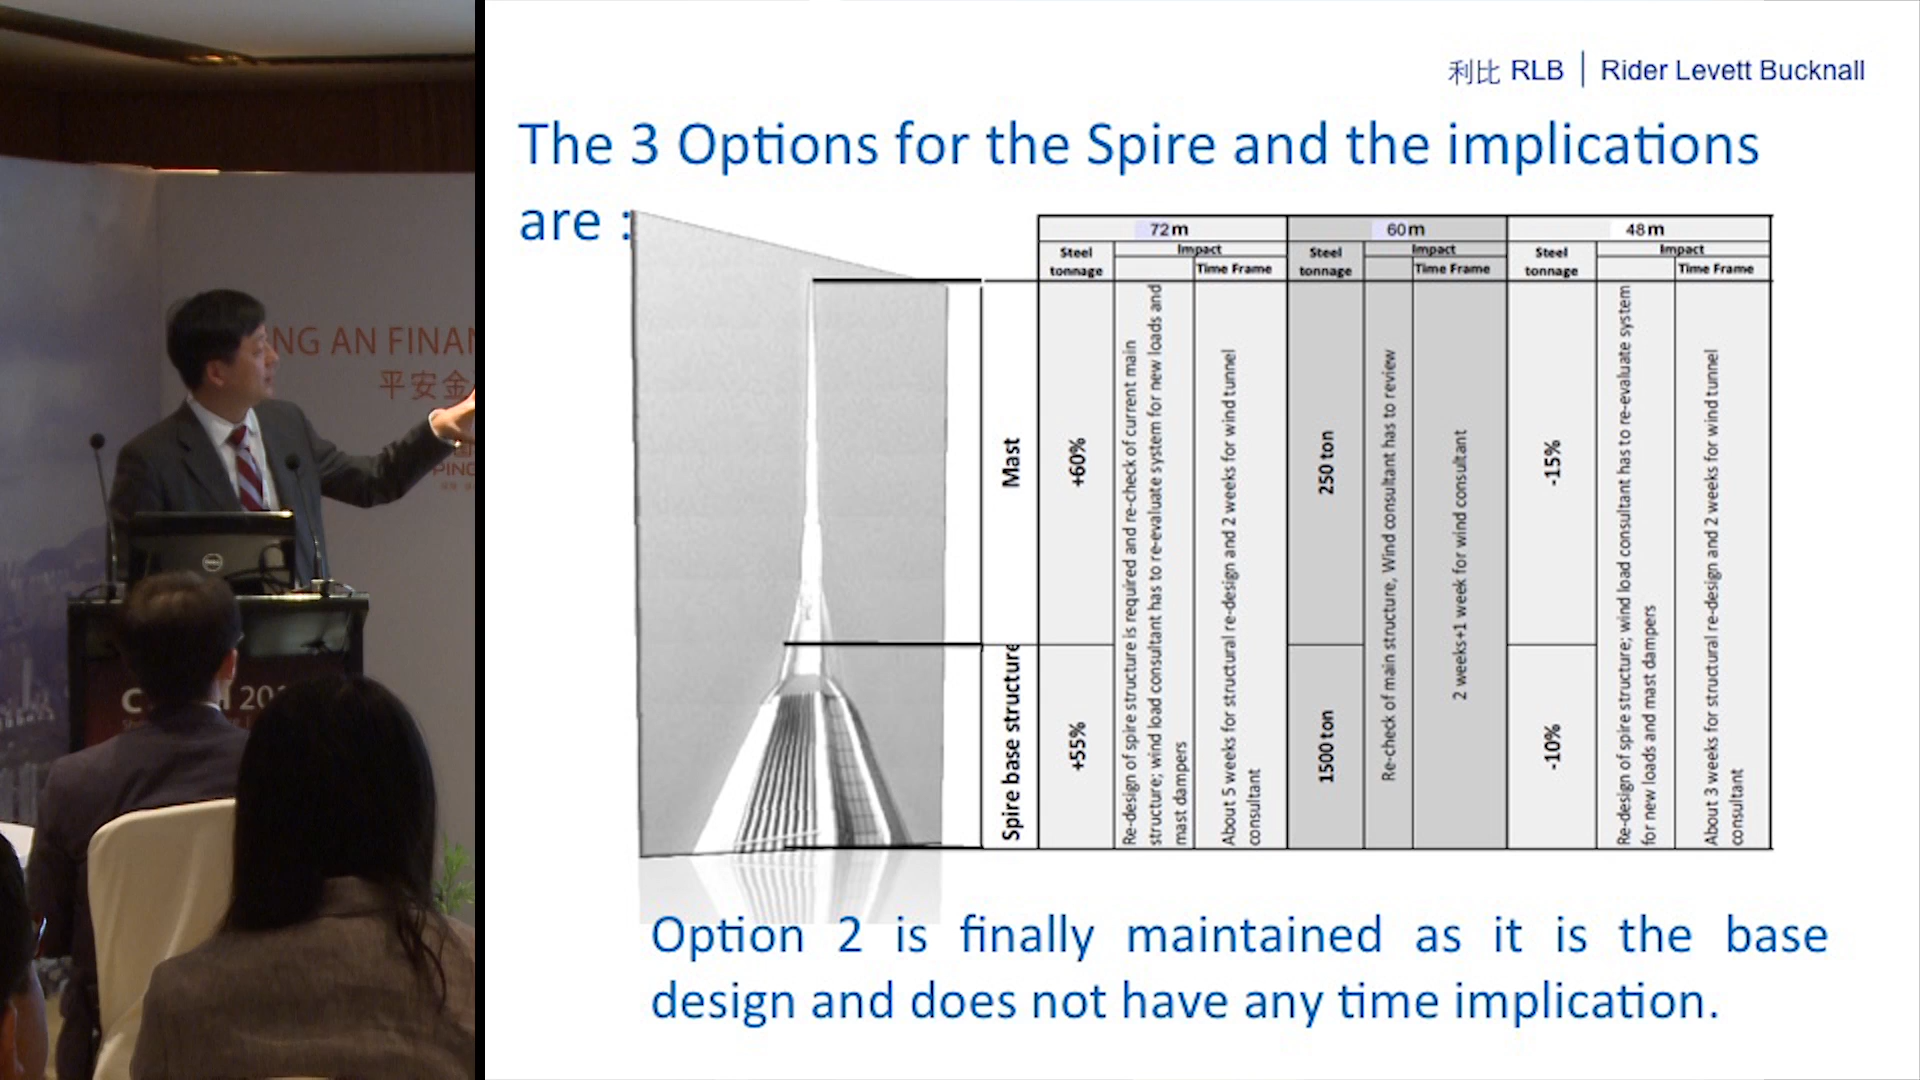 利比 RLB | Rider Levett Bucknall
The 3 Options for the Spire and the implications
are :
72m
60m
48m
Steel
tonnage
Impact
Time Frame
Steel
tonnage
Impact
Time Frame
Steel
tonnage
Impact
Time Frame
Mast
+60%
Re-design of spire structure is required and re-check of current main
structure; wind load consultant has to re-evaluate system for new loads and
mast dampers
About 5 weeks for structural re-design and 2 weeks for wind tunnel
consultant
250 ton
Re-check of main structure, Wind consultant has to review
2 weeks+1 week for wind consultant
-15%
Re-design of spire structure; wind load consultant has to re-evaluate system
for new loads and mast dampers
About 3 weeks for structural re-design and 2 weeks for wind tunnel
consultant
Spire base structure
+55%
1500 ton
-10%
Option 2 is finally maintained as it is the base
design and does not have any time implication.
NG AN FINAN
平安金
PING
DELL